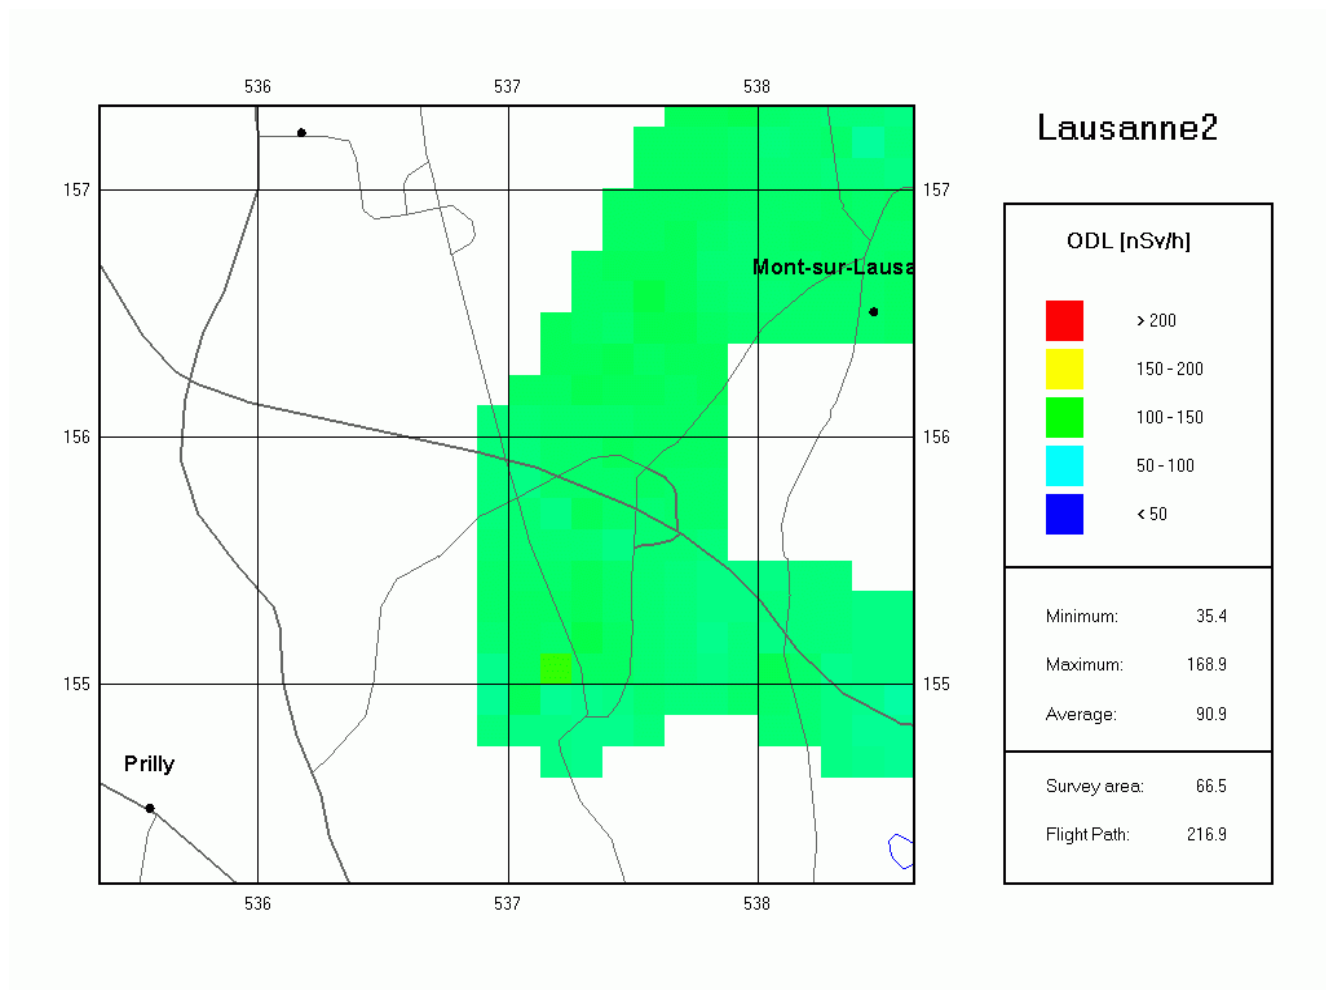 536 537 538
Lausanne2
157 157
ODL [nSv/h]
Mont-sur-Lausa
> 200
150 - 200
100 - 150
156 156
50 - 100
< 50
Minimum: 35.4
Maximum: 168.9
155 155
Average: 90.9
Prilly
Survey area: 66.5
Flight Path: 216.9
536 537 538